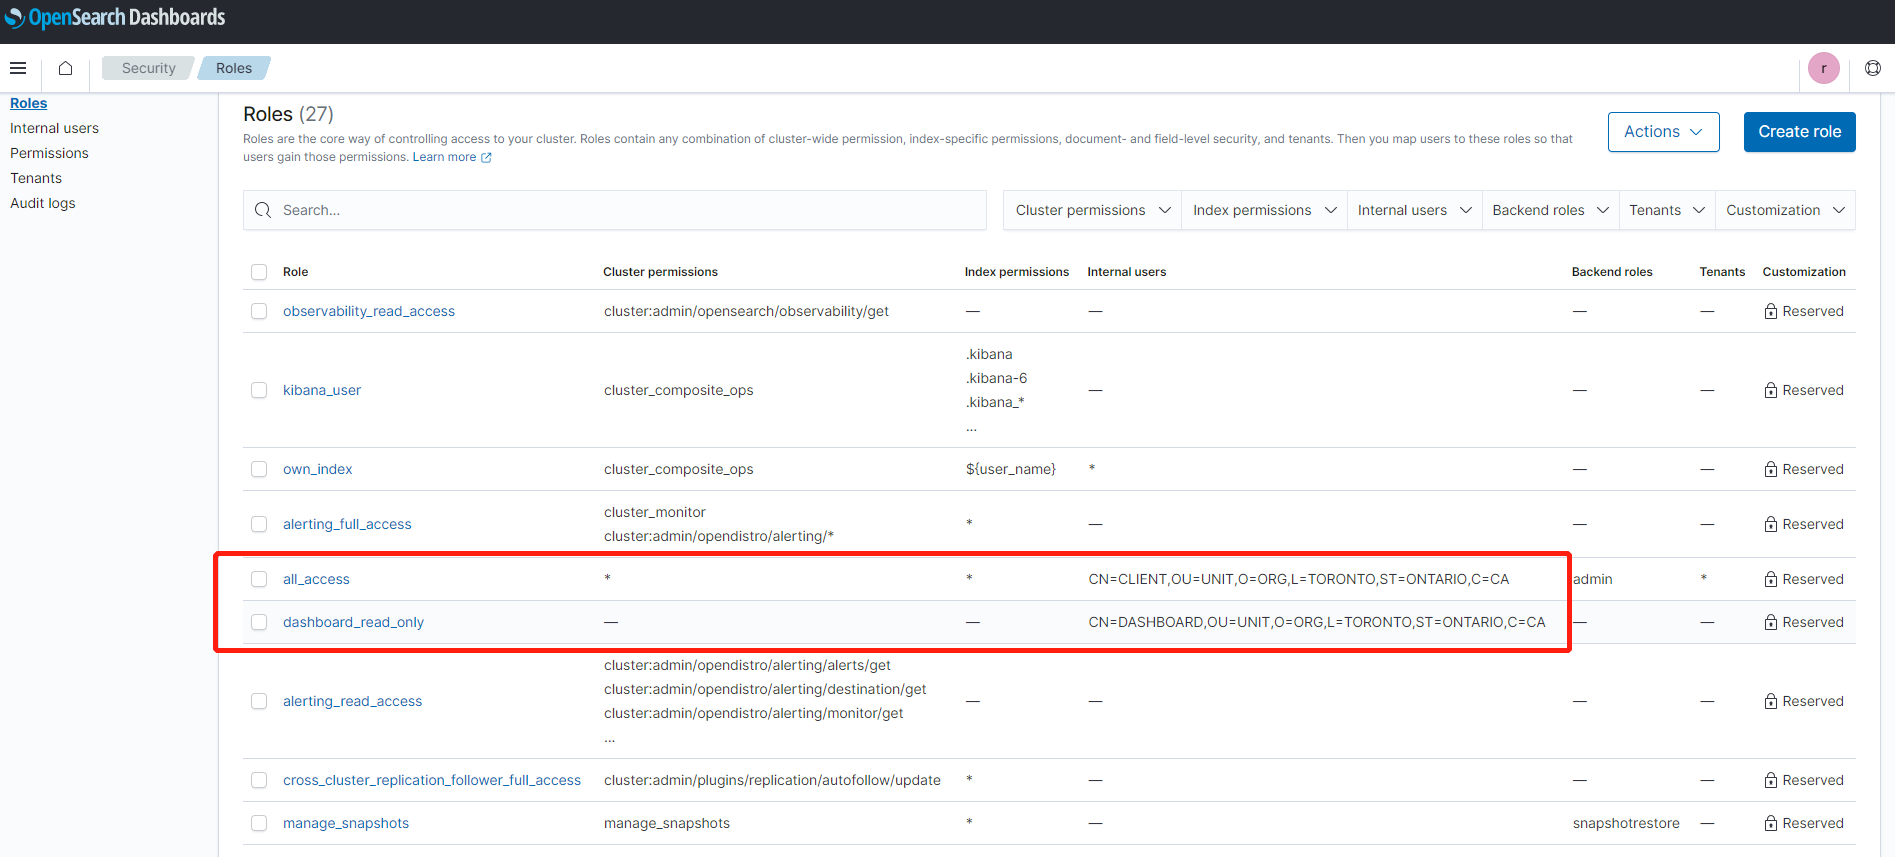 OpenSearch Dashboards
Security
Roles
r
Roles
Internal users
Permissions
Tenants
Audit logs
Roles (27)
Roles are the core way of controlling access to your cluster. Roles contain any combination of cluster-wide permission, index-specific permissions, document- and field-level security, and tenants. Then you map users to these roles so that
users gain those permissions. Learn more
Actions
Create role
Search...
Cluster permissions
Index permissions
Internal users
Backend roles
Tenants
Customization
Role Cluster permissions Index permissions Internal users Backend roles Tenants Customization
observability_read_access cluster:admin/opensearch/observability/get — — — — Reserved
.kibana
.kibana-6
kibana_user cluster_composite_ops — — — Reserved
.kibana_*
...
own_index cluster_composite_ops ${user_name} * — — Reserved
cluster_monitor
alerting_full_access * — — — Reserved
cluster:admin/opendistro/alerting/*
all_access * * CN=CLIENT,OU=UNIT,O=ORG,L=TORONTO,ST=ONTARIO,C=CA admin * Reserved
dashboard_read_only — — CN=DASHBOARD,OU=UNIT,O=ORG,L=TORONTO,ST=ONTARIO,C=CA — — Reserved
cluster:admin/opendistro/alerting/alerts/get
cluster:admin/opendistro/alerting/destination/get
alerting_read_access — — — — Reserved
cluster:admin/opendistro/alerting/monitor/get
...
cross_cluster_replication_follower_full_access cluster:admin/plugins/replication/autofollow/update * — — — Reserved
manage_snapshots manage_snapshots * — snapshotrestore — Reserved